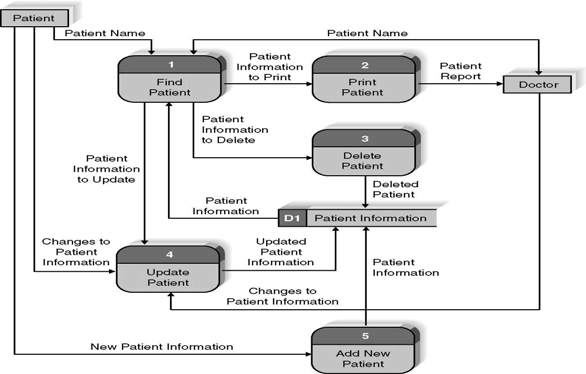 Patient
Patient Name
Patient Name
1
Find
Patient
Patient
Information
to Print
2
Print
Patient
Patient
Report
Doctor
Patient
Information
to Delete
3
Delete
Patient
Patient
Information
to Update
Deleted
Patient
Patient
Information
D1 Patient Information
Changes to
Patient
Information
4
Update
Patient
Updated
Patient
Information
Patient
Information
Changes to
Patient Information
New Patient Information
5
Add New
Patient